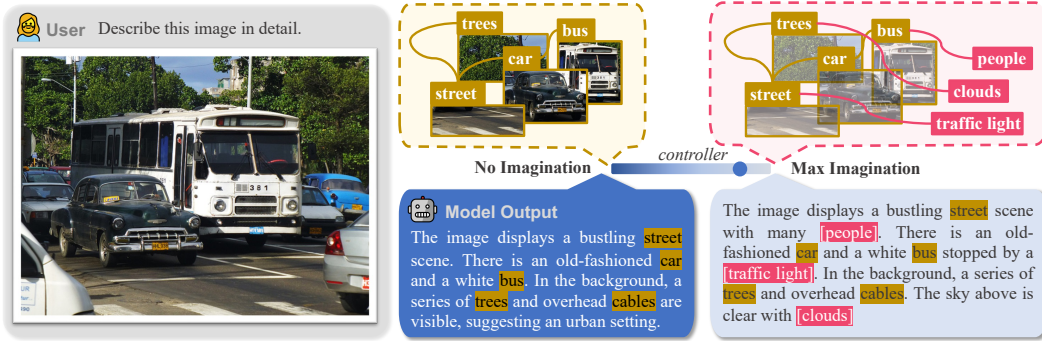 User Describe this image in detail.
381
trees
bus
car
street
trees
bus
car
street
people
clouds
traffic light
No Imagination
controller
Max Imagination
Model Output
The image displays a bustling street
scene. There is an old-fashioned car
and a white bus. In the background, a
series of trees and overhead cables are
visible, suggesting an urban setting.
The image displays a bustling street scene
with many [people]. There is an old-
fashioned car and a white bus stopped by a
[traffic light]. In the background, a series of
trees and overhead cables. The sky above is
clear with [clouds]